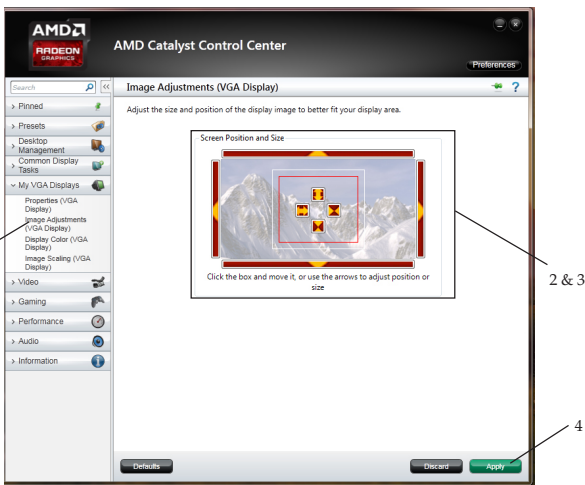 AMD
RADEON
GRAPHICS
AMD Catalyst Control Center
Preferences
Search
<<
Image Adjustments (VGA Display)
?
> Pinned
> Presets
> Desktop
Management
> Common Display
Tasks
My VGA Displays
Properties (VGA
Display)
Image Adjustments
(VGA Display)
Display Color (VGA
Display)
Image Scaling (VGA
Display)
> Video
> Gaming
> Performance
> Audio
> Information
Adjust the size and position of the display image to better fit your display area.
Screen Position and Size
Click the box and move it, or use the arrows to adjust position or
size
2 & 3
4
Defaults
Discard
Apply